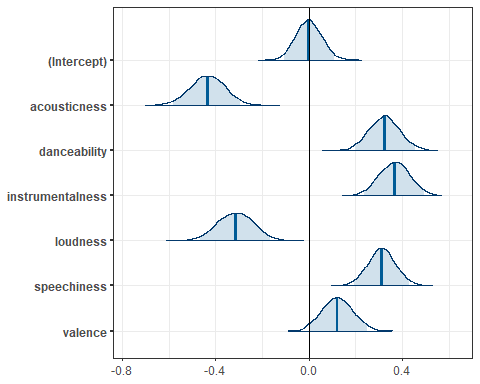 (Intercept)
acousticness
danceability
instrumentalness
loudness
speechiness
valence
-0.8 -0.4 0.0 0.4